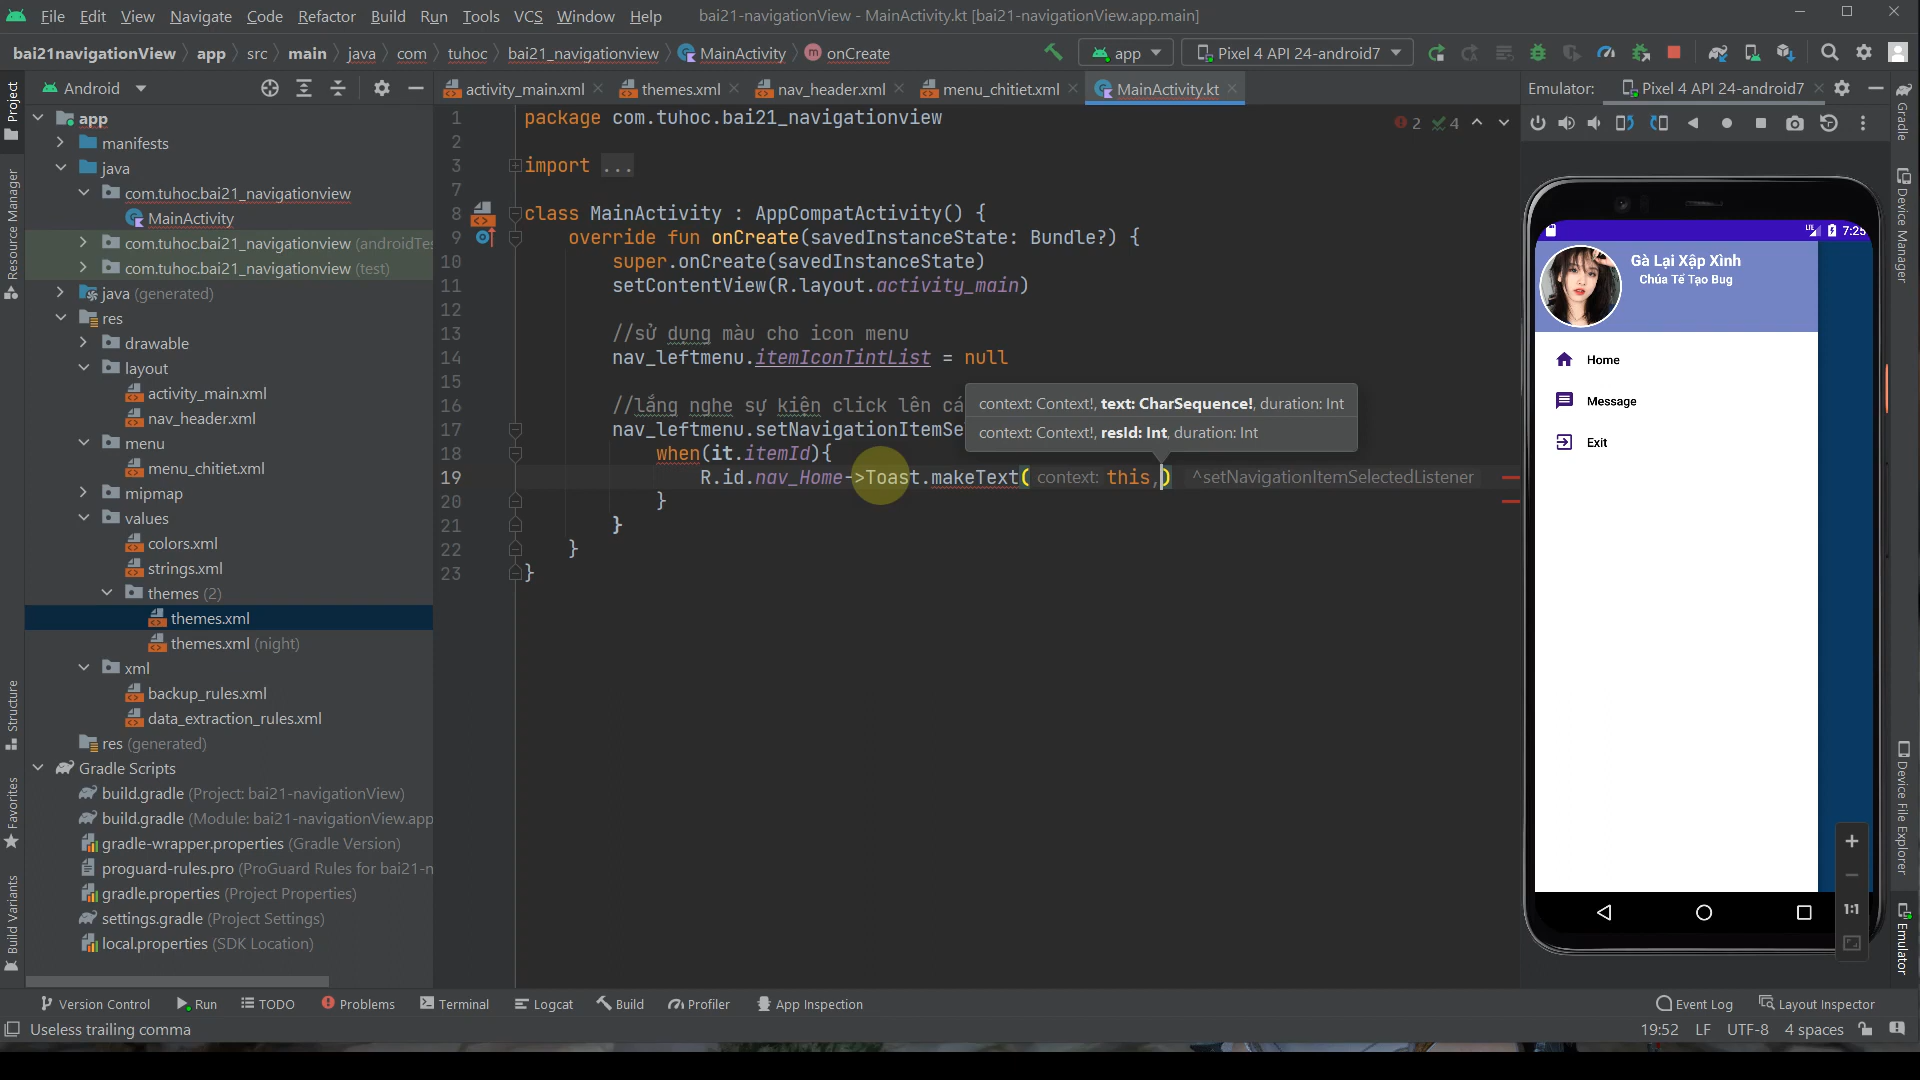 File Edit View Navigate Code Refactor Build Run Tools VCS Window Help bai21-navigationView - MainActivity.kt [bai21-navigationView.app.main]
bai21navigationView app src main java com tuhoc bai21_navigationview MainActivity onCreate app Pixel 4 API 24-android7
Android
activity_main.xml themes.xml nav_header.xml menu_chitiet.xml MainActivity.kt
Emulator: Pixel 4 API 24-android7
Project
Resource Manager
Structure
Favorites
Build Variants
app
manifests
java
com.tuhoc.bai21_navigationview
MainActivity
com.tuhoc.bai21_navigationview (androidTes
com.tuhoc.bai21_navigationview (test)
java (generated)
res
drawable
layout
activity_main.xml
nav_header.xml
menu
menu_chitiet.xml
mipmap
values
colors.xml
strings.xml
themes (2)
themes.xml
themes.xml (night)
xml
backup_rules.xml
data_extraction_rules.xml
res (generated)
Gradle Scripts
build.gradle (Project: bai21-navigationView)
build.gradle (Module: bai21-navigationView.app
gradle-wrapper.properties (Gradle Version)
proguard-rules.pro (ProGuard Rules for bai21-n
gradle.properties (Project Properties)
settings.gradle (Project Settings)
local.properties (SDK Location)
2 4
1 package com.tuhoc.bai21_navigationview
2
3 import ...
7
8 class MainActivity : AppCompatActivity() {
9 override fun onCreate(savedInstanceState: Bundle?) {
10 super.onCreate(savedInstanceState)
11 setContentView(R.layout.activity_main)
12
13 //sử dụng màu cho icon menu
14 nav_leftmenu.itemIconTintList = null
15
16 //lắng nghe sự kiện click lên cá
17 nav_leftmenu.setNavigationItemSe
18 when(it.itemId){
19 R.id.nav_Home->Toast.makeText( context: this,) ^setNavigationItemSelectedListener
20 }
21 }
22 }
23 }
context: Context!, text: CharSequence!, duration: Int
context: Context!, resId: Int, duration: Int
7:25
Gà Lại Xập Xình
Chúa Tể Tạo Bug
Home
Message
Exit
1:1
Gradle
Device Manager
Device File Explorer
Emulator
Version Control Run TODO Problems Terminal Logcat Build Profiler App Inspection Event Log Layout Inspector
Useless trailing comma 19:52 LF UTF-8 4 spaces